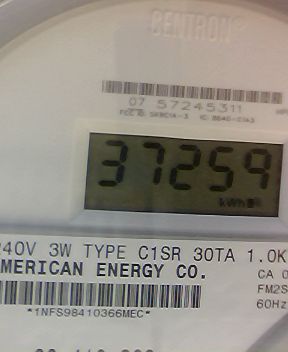 CENTRON®
07 57245311
37259
kWh
240V 3W TYPE C1SR 30TA 1.0K
AMERICAN ENERGY CO.
CA 0
FM2S
60Hz
*1NFS98410366MEC*